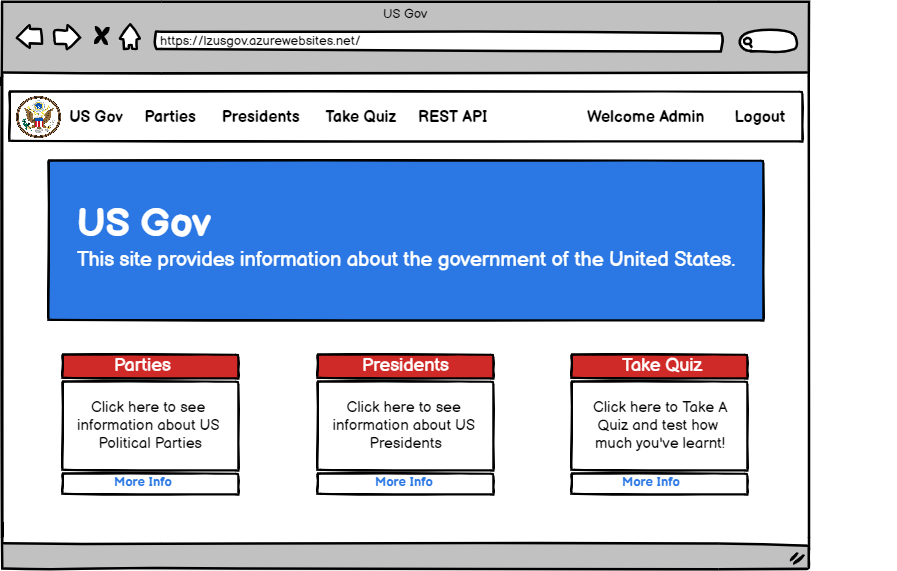 US Gov
https://lzusgov.azurewebsites.net/
US Gov Parties Presidents Take Quiz REST API Welcome Admin Logout
US Gov
This site provides information about the government of the United States.
Parties
Click here to see
information about US
Political Parties
More Info
Presidents
Click here to see
information about US
Presidents
More Info
Take Quiz
Click here to Take A
Quiz and test how
much you've learnt!
More Info